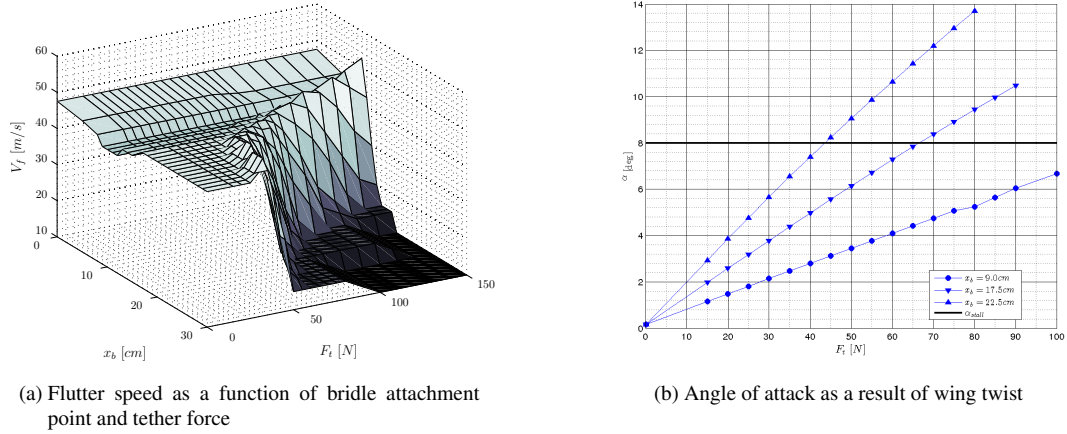 60
50
40
30
20
10
V_f [m/s]
0
10
20
30
x_b [cm]
0
50
100
150
F_t [N]
(a) Flutter speed as a function of bridle attachment
point and tether force
14
12
10
8
6
4
2
0
α [deg]
0 10 20 30 40 50 60 70 80 90 100
F_t [N]
x_b = 9.0cm
x_b = 17.5cm
x_b = 22.5cm
α_stall
(b) Angle of attack as a result of wing twist